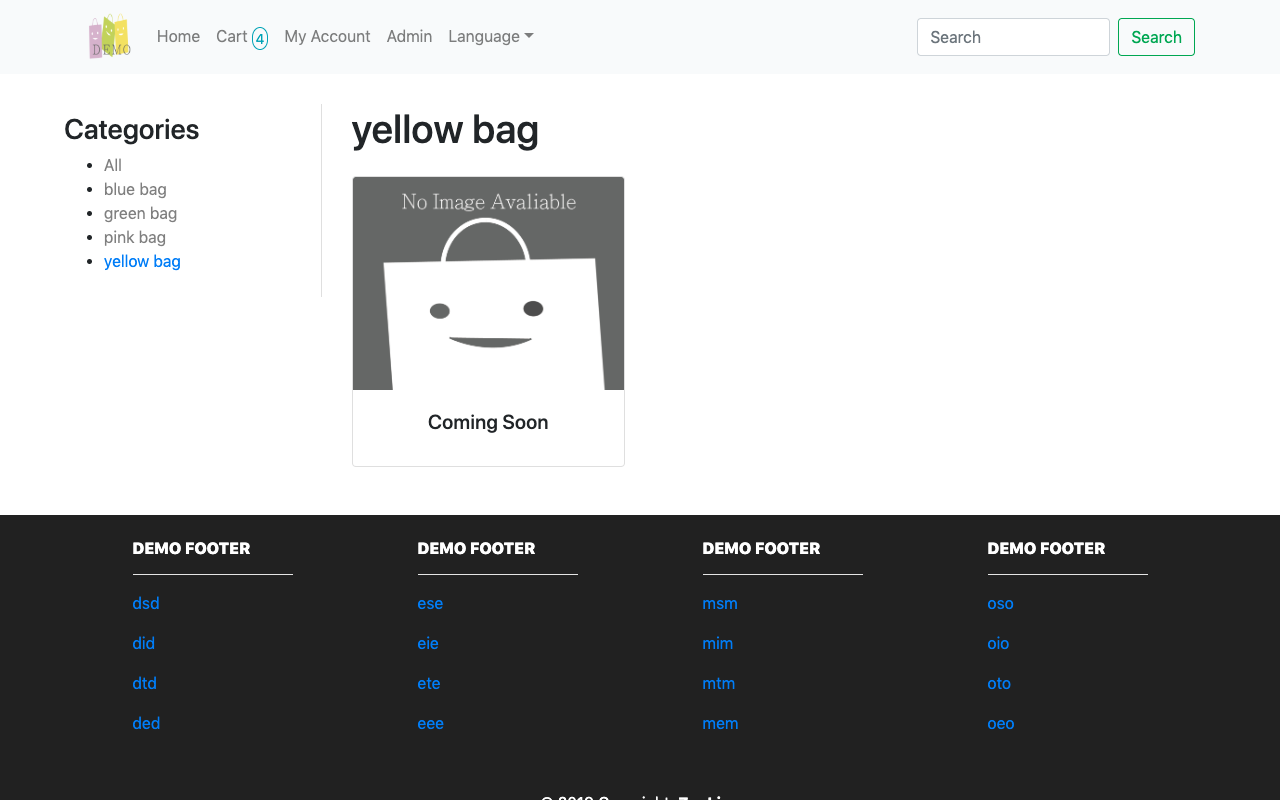 DEMO
Home Cart 4 My Account Admin Language
Search Search
Categories
All
blue bag
green bag
pink bag
yellow bag
yellow bag
No Image Avaliable
Coming Soon
DEMO FOOTER
dsd
did
dtd
ded
DEMO FOOTER
ese
eie
ete
eee
DEMO FOOTER
msm
mim
mtm
mem
DEMO FOOTER
oso
oio
oto
oeo